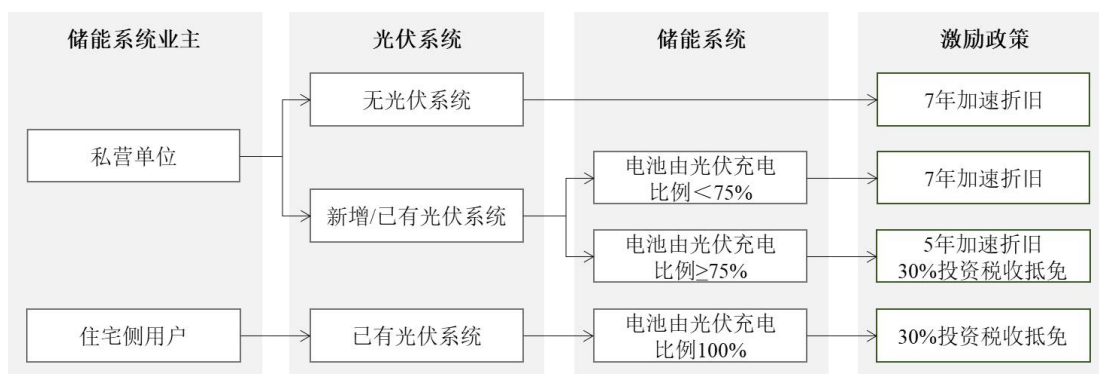 储能系统业主
光伏系统
储能系统
激励政策
无光伏系统
7年加速折旧
私营单位
电池由光伏充电
比例＜75%
7年加速折旧
新增/已有光伏系统
电池由光伏充电
比例≥75%
5年加速折旧
30%投资税收抵免
住宅侧用户
已有光伏系统
电池由光伏充电
比例100%
30%投资税收抵免